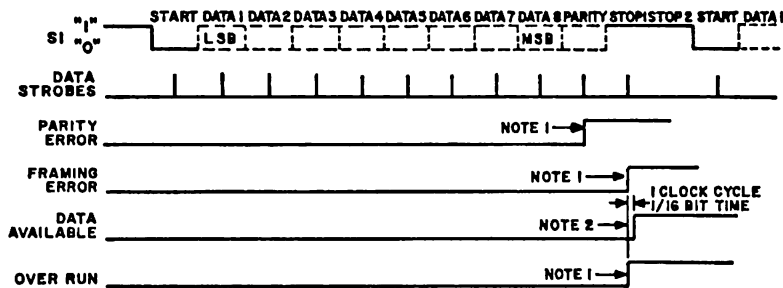 START DATA 1 DATA 2 DATA 3 DATA 4 DATA 5 DATA 6 DATA 7 DATA 8 PARITY STOP1 STOP 2 START DATA 1
SI "1"
"0"
LSB MSB
DATA
STROBES
PARITY
ERROR
NOTE 1
FRAMING
ERROR
NOTE 1
1 CLOCK CYCLE
1/16 BIT TIME
DATA
AVAILABLE
NOTE 2
OVER RUN
NOTE 1